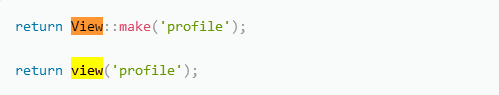 return View::make('profile');
return view('profile');